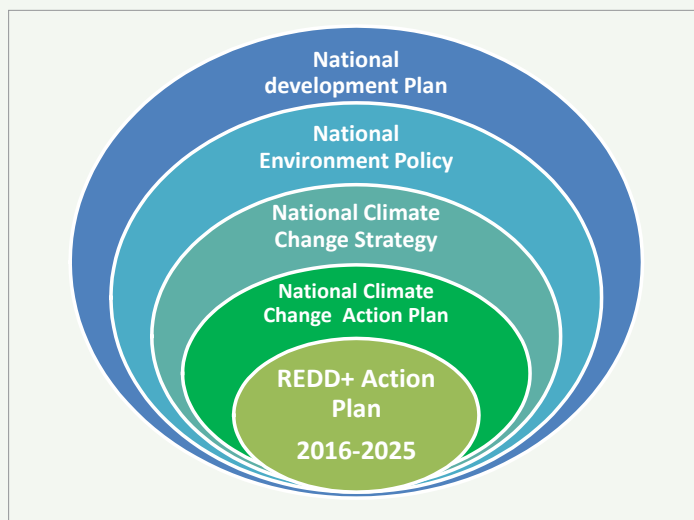 National
development Plan
National
Environment Policy
National Climate
Change Strategy
National Climate
Change Action Plan
REDD+ Action
Plan
2016-2025